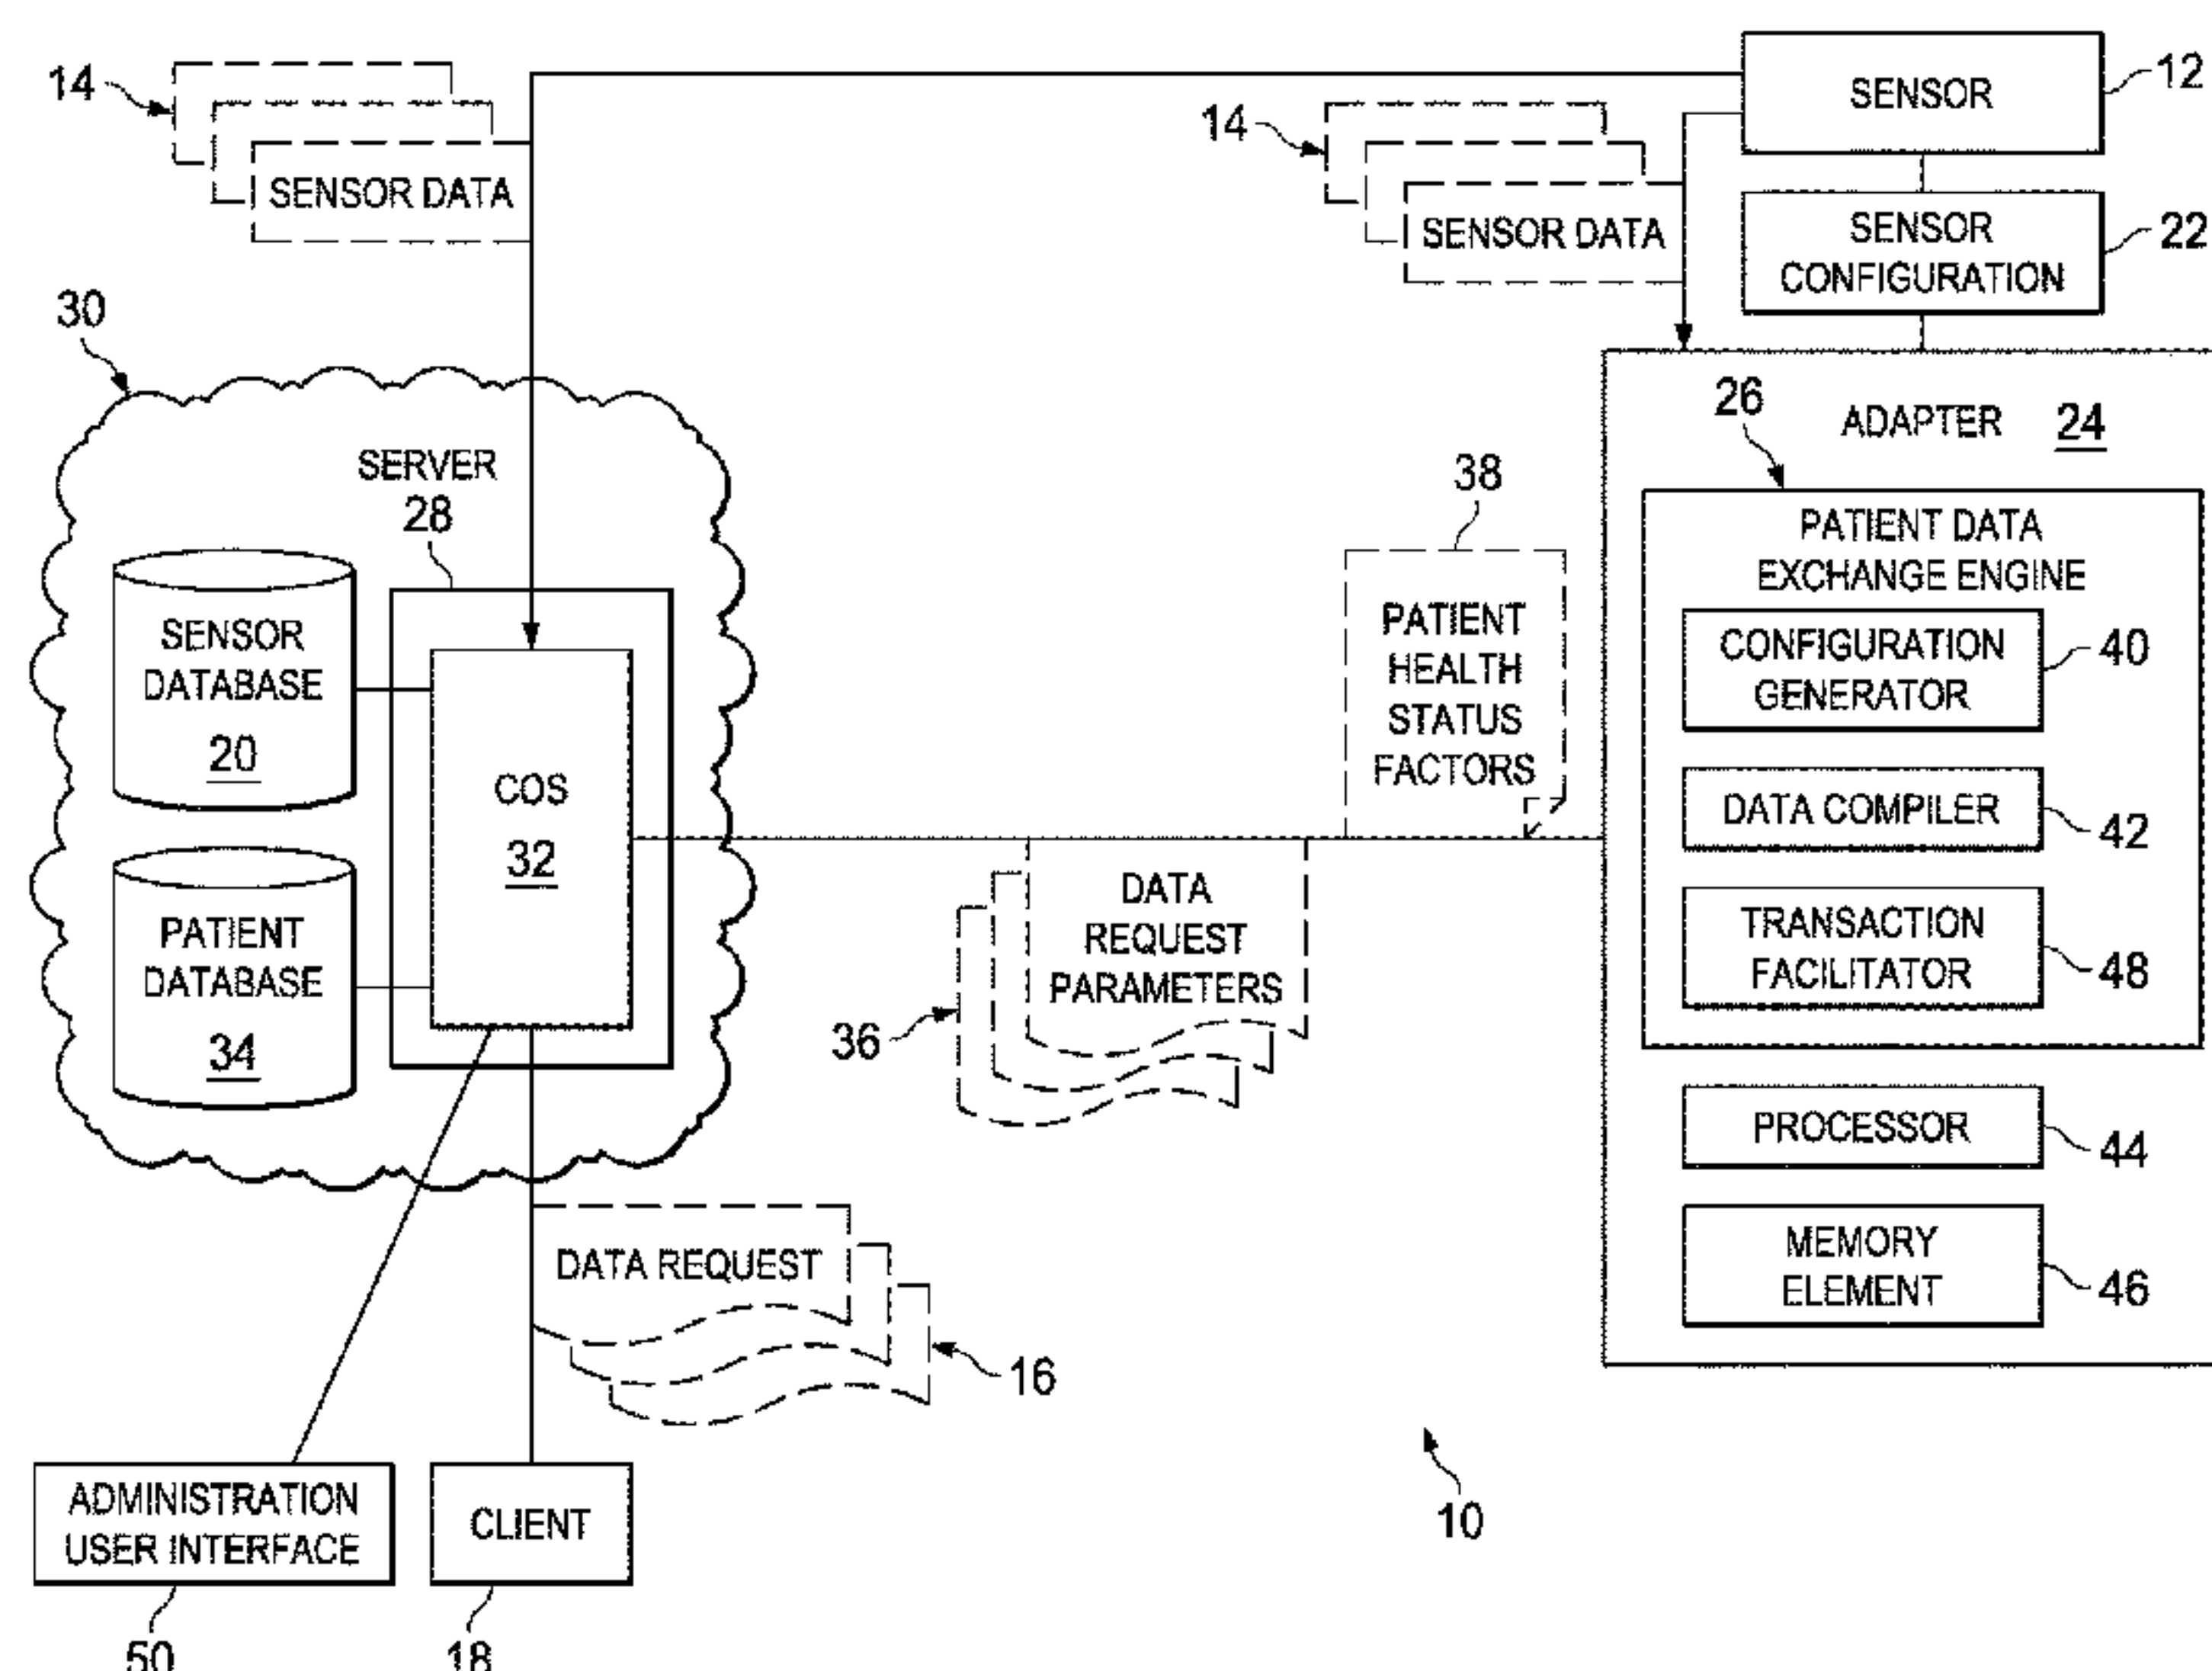 14
SENSOR DATA
14
SENSOR DATA
SENSOR
12
SENSOR
CONFIGURATION
22
30
SERVER
28
SENSOR
DATABASE
20
COS
32
PATIENT
DATABASE
34
38
PATIENT
HEALTH
STATUS
FACTORS
DATA
REQUEST
PARAMETERS
36
26
ADAPTER 24
PATIENT DATA
EXCHANGE ENGINE
CONFIGURATION
GENERATOR
40
DATA COMPILER
42
TRANSACTION
FACILITATOR
48
PROCESSOR
44
MEMORY
ELEMENT
46
DATA REQUEST
16
ADMINISTRATION
USER INTERFACE
50
CLIENT
18
10